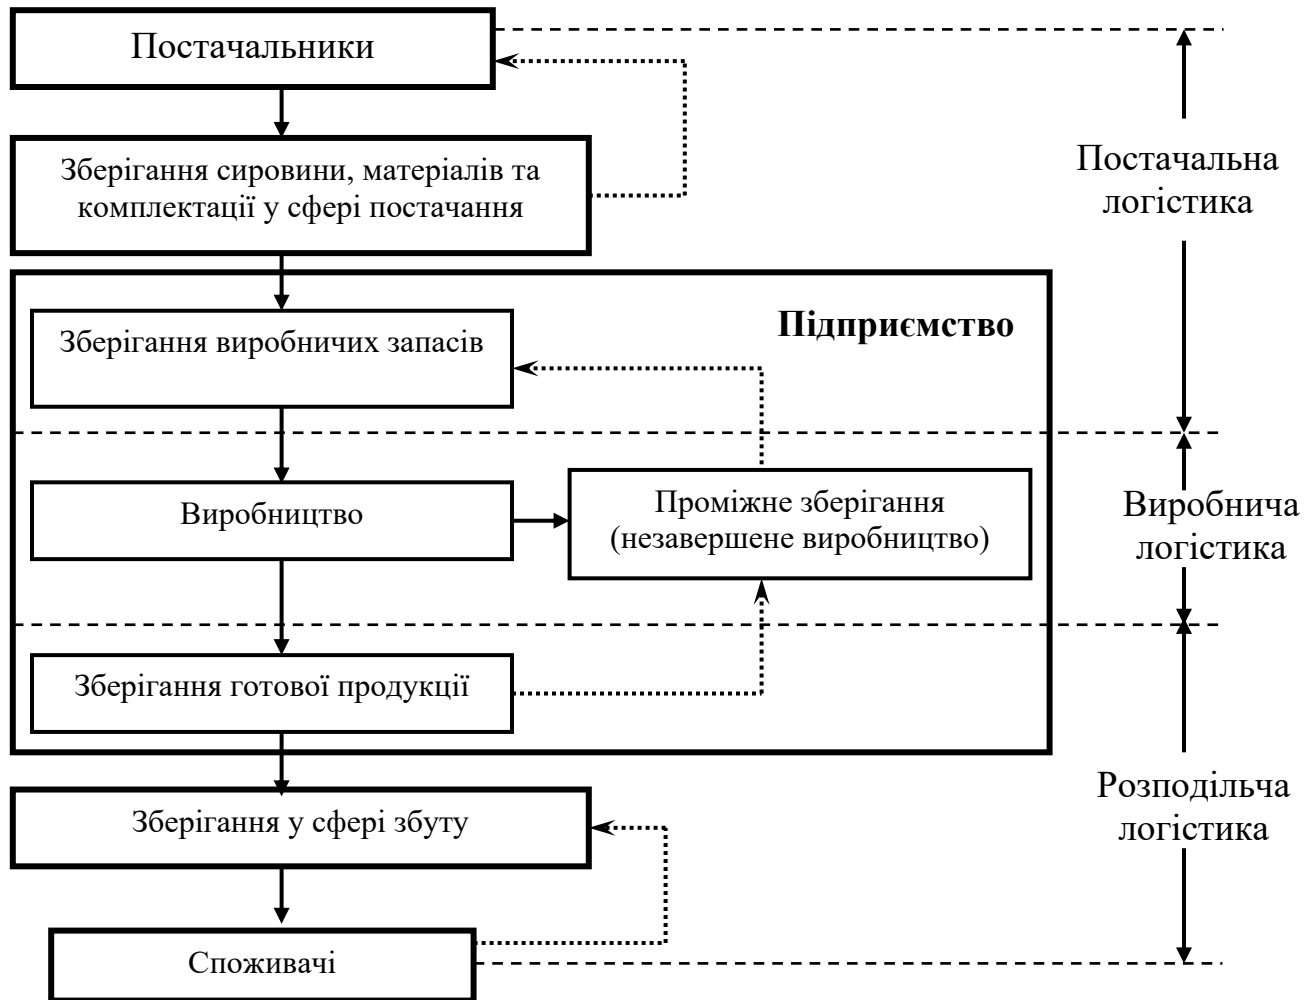 Постачальники
Зберігання сировини, матеріалів та
комплектації у сфері постачання
Постачальна
логістика
Підприємство
Зберігання виробничих запасів
Виробництво
Проміжне зберігання
(незавершене виробництво)
Виробнича
логістика
Зберігання готової продукції
Зберігання у сфері збуту
Розподільча
логістика
Споживачі